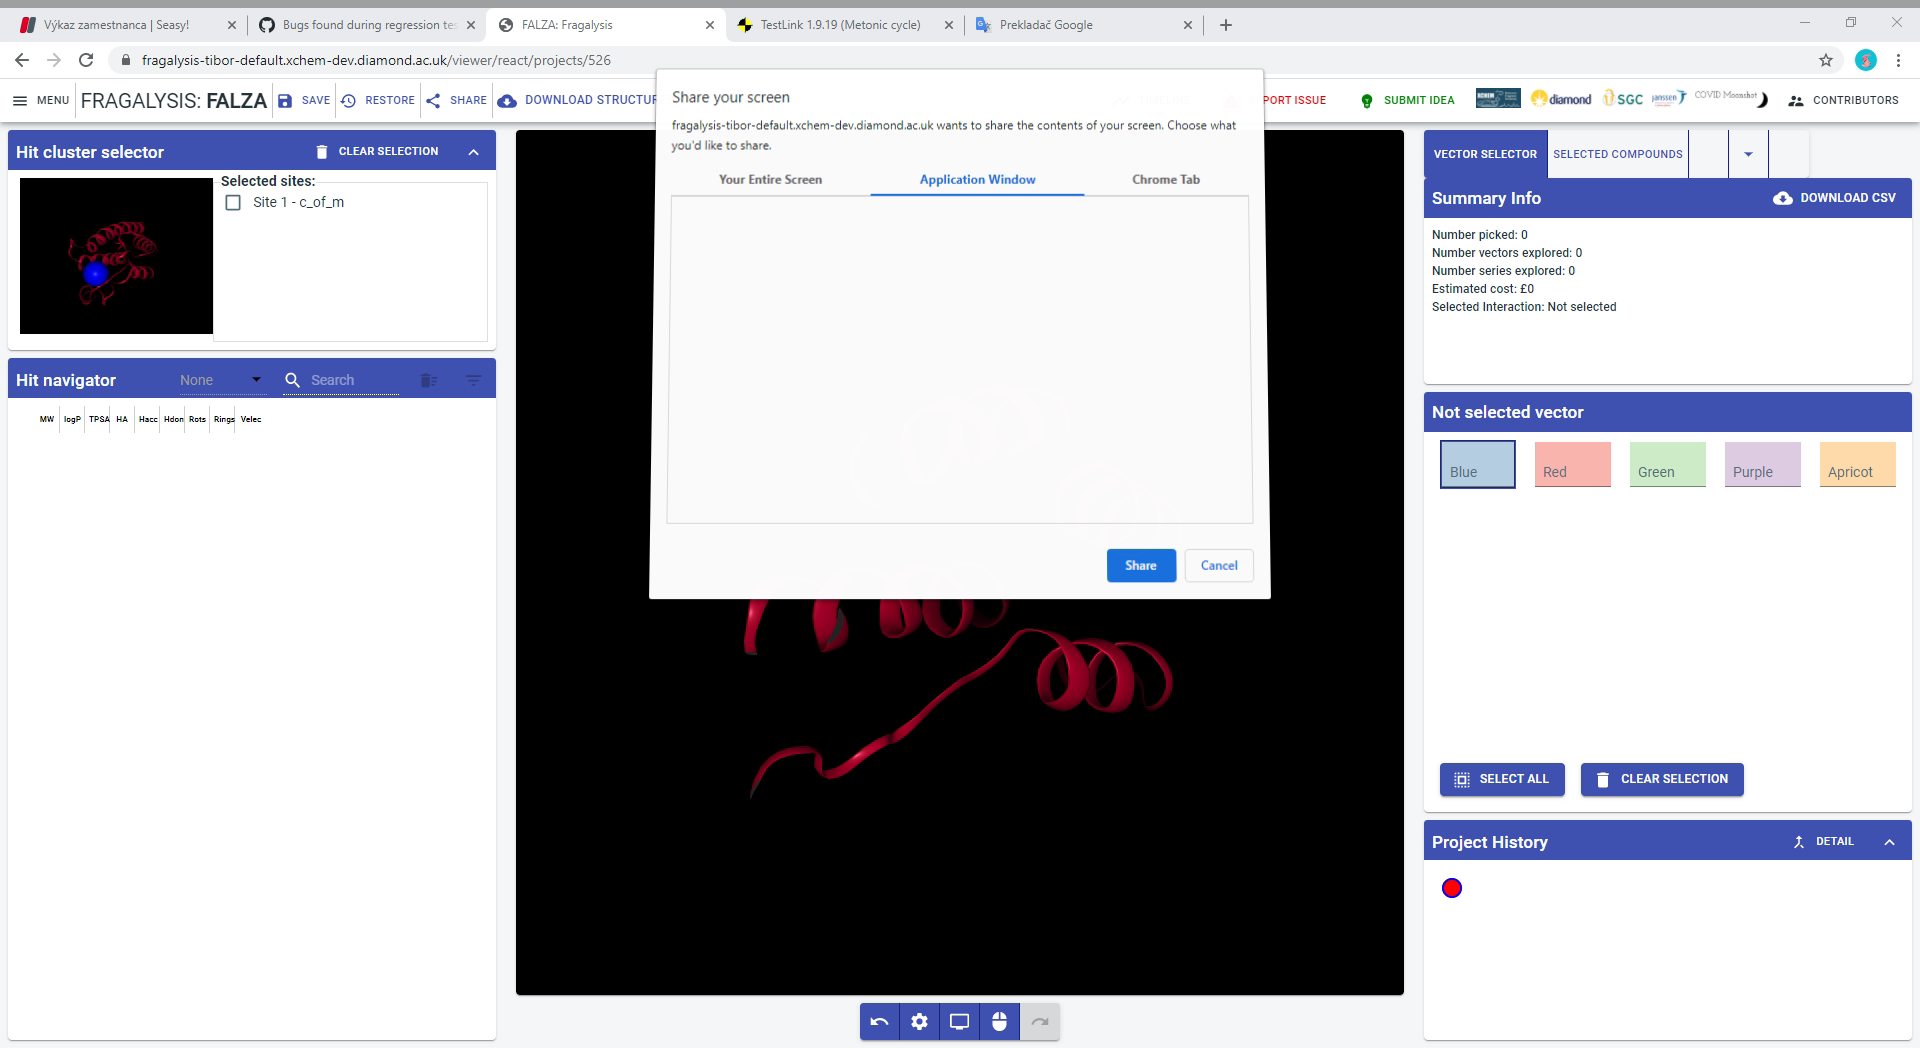 Výkaz zamestnanca | Seasy!
Bugs found during regression tes
FALZA: Fragalysis
TestLink 1.9.19 (Metonic cycle)
Prekladač Google
fragalysis-tibor-default.xchem-dev.diamond.ac.uk/viewer/react/projects/526
MENU
FRAGALYSIS: FALZA
SAVE
RESTORE
SHARE
DOWNLOAD STRUCTUR
PORT ISSUE
SUBMIT IDEA
diamond
SGC
janssen
COVID Moonshot
CONTRIBUTORS
Share your screen
fragalysis-tibor-default.xchem-dev.diamond.ac.uk wants to share the contents of your screen. Choose what
you'd like to share.
Your Entire Screen
Application Window
Chrome Tab
Share
Cancel
Hit cluster selector
CLEAR SELECTION
Selected sites:
Site 1 - c_of_m
Hit navigator
None
Search
MW
logP
TPSA
HA
Hacc
Hdon
Rots
Rings
Velec
VECTOR SELECTOR
SELECTED COMPOUNDS
Summary Info
DOWNLOAD CSV
Number picked: 0
Number vectors explored: 0
Number series explored: 0
Estimated cost: £0
Selected Interaction: Not selected
Not selected vector
Blue
Red
Green
Purple
Apricot
SELECT ALL
CLEAR SELECTION
Project History
DETAIL